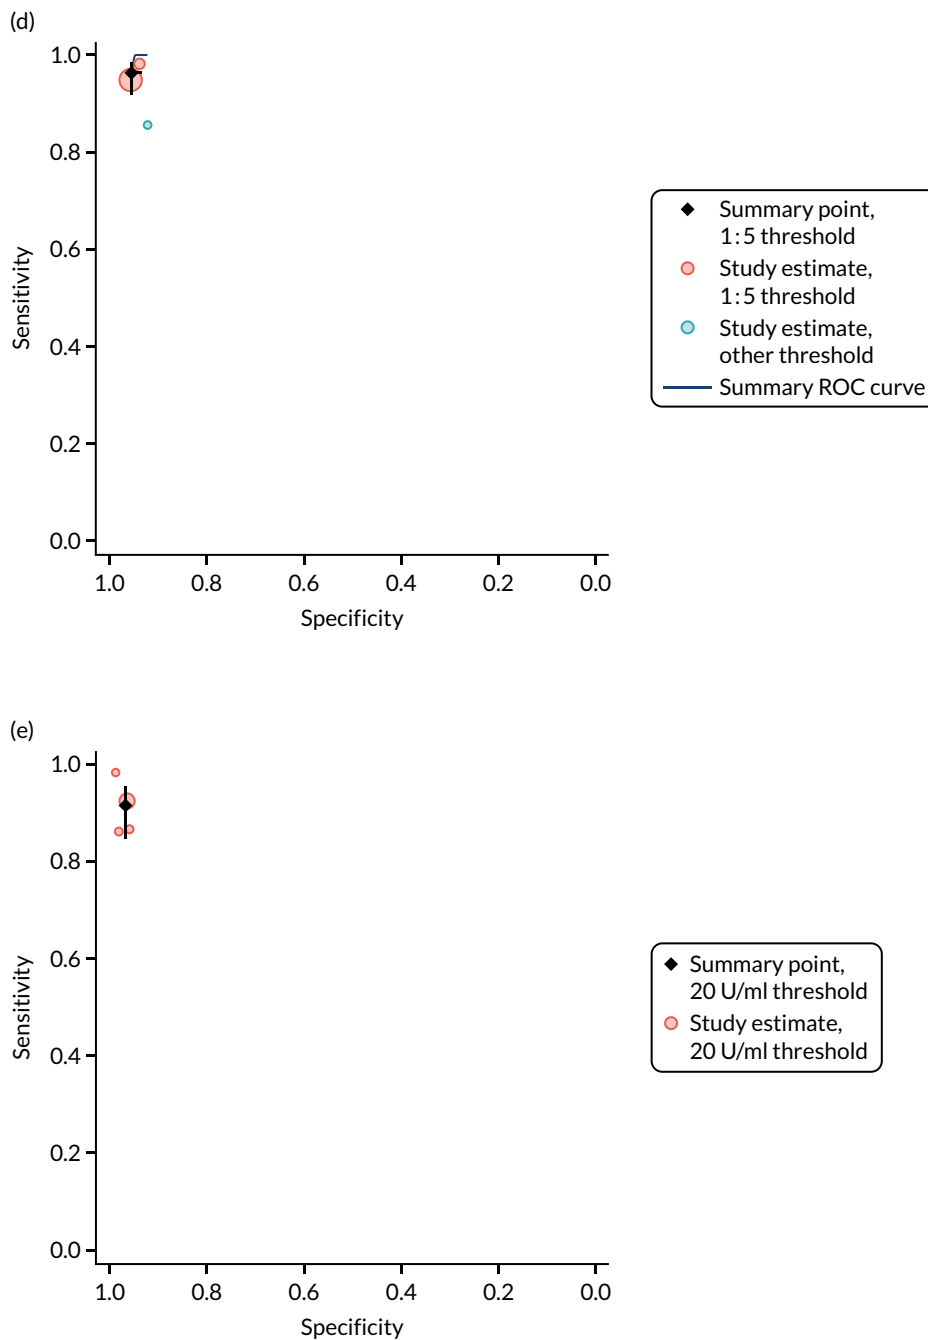 (d)
1.0
0.8
0.6
0.4
0.2
0.0
Sensitivity
1.0 0.8 0.6 0.4 0.2 0.0
Specificity
Summary point,
1:5 threshold
Study estimate,
1:5 threshold
Study estimate,
other threshold
Summary ROC curve
(e)
1.0
0.8
0.6
0.4
0.2
0.0
Sensitivity
1.0 0.8 0.6 0.4 0.2 0.0
Specificity
Summary point,
20 U/ml threshold
Study estimate,
20 U/ml threshold